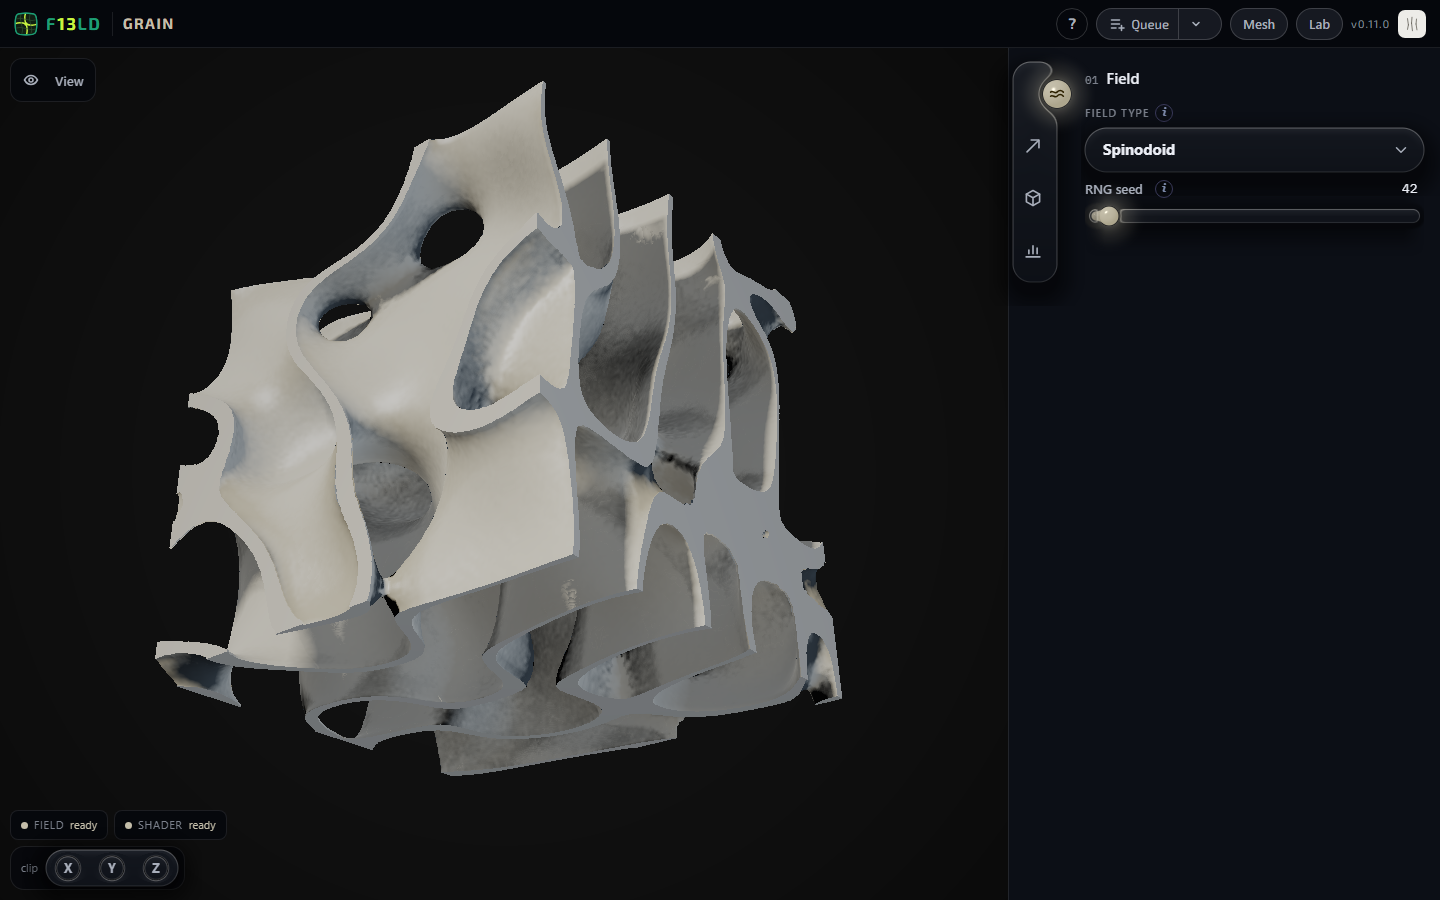 F13LD GRAIN
? Queue Mesh Lab v0.11.0
View
01 Field
FIELD TYPE i
Spinodoid
RNG seed i 42
FIELD ready SHADER ready
clip X Y Z